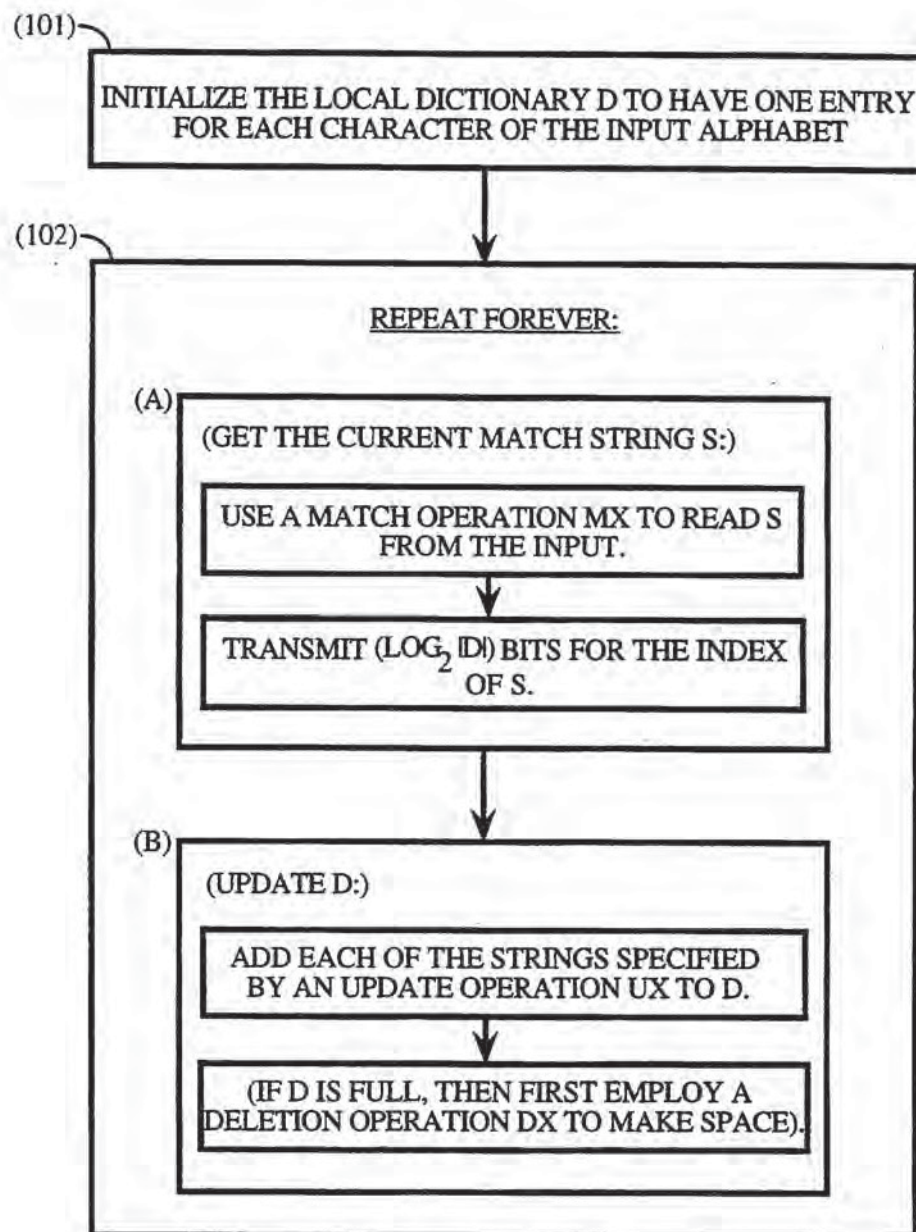 (101)
INITIALIZE THE LOCAL DICTIONARY D TO HAVE ONE ENTRY
FOR EACH CHARACTER OF THE INPUT ALPHABET
(102)
REPEAT FOREVER:
(A)
(GET THE CURRENT MATCH STRING S:)
USE A MATCH OPERATION MX TO READ S
FROM THE INPUT.
TRANSMIT (LOG₂ |D|) BITS FOR THE INDEX
OF S.
(B)
(UPDATE D:)
ADD EACH OF THE STRINGS SPECIFIED
BY AN UPDATE OPERATION UX TO D.
(IF D IS FULL, THEN FIRST EMPLOY A
DELETION OPERATION DX TO MAKE SPACE).